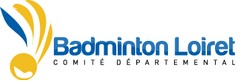 Badminton Loiret
COMITÉ DÉPARTEMENTAL